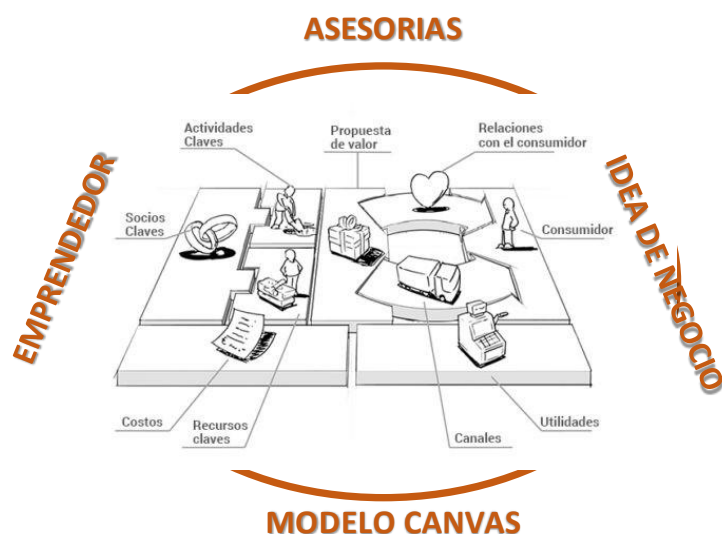 ASESORIAS
Actividades
Claves
Propuesta
de valor
Relaciones
con el consumidor
EMPRENDEDOR
IDEA DE NEGOCIO
Socios
Claves
Consumidor
Costos
Recursos
claves
Canales
Utilidades
MODELO CANVAS